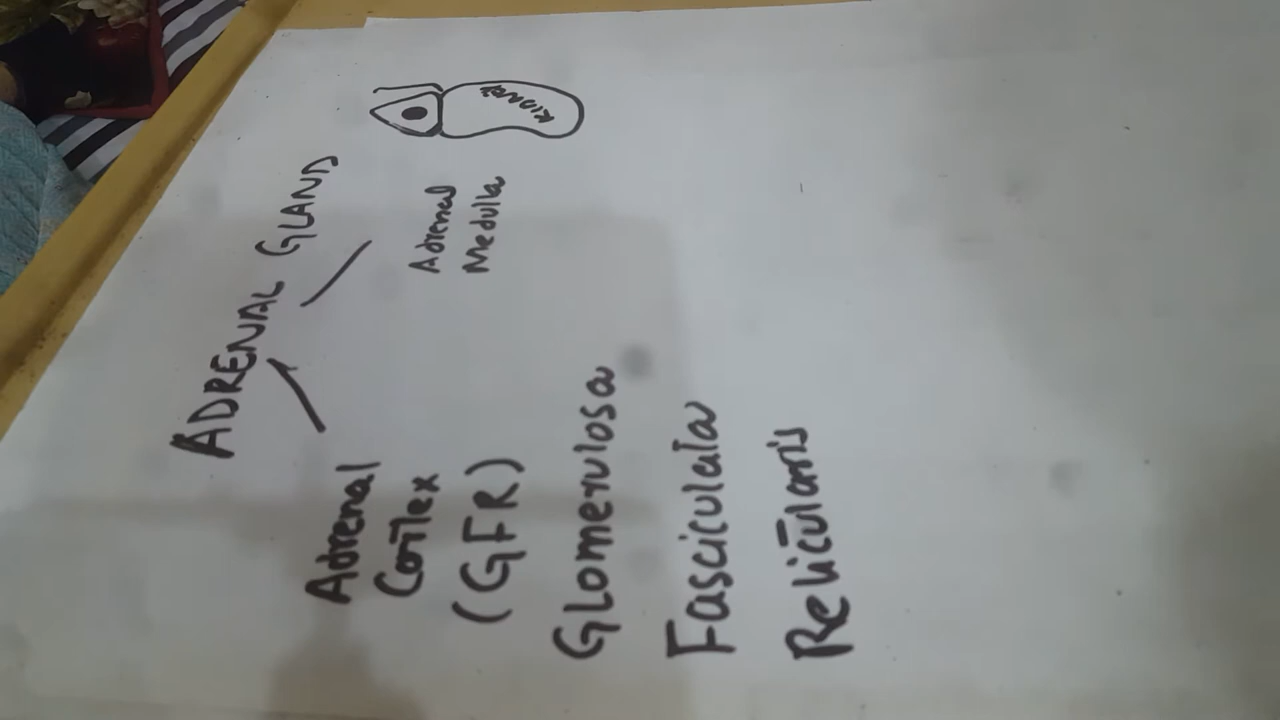 ADRENAL GLAND
KIDNEY
Adrenal
Cortex
(GFR)
Adrenal
Medulla
Glomerulosa
Fasciculata
Reticularis